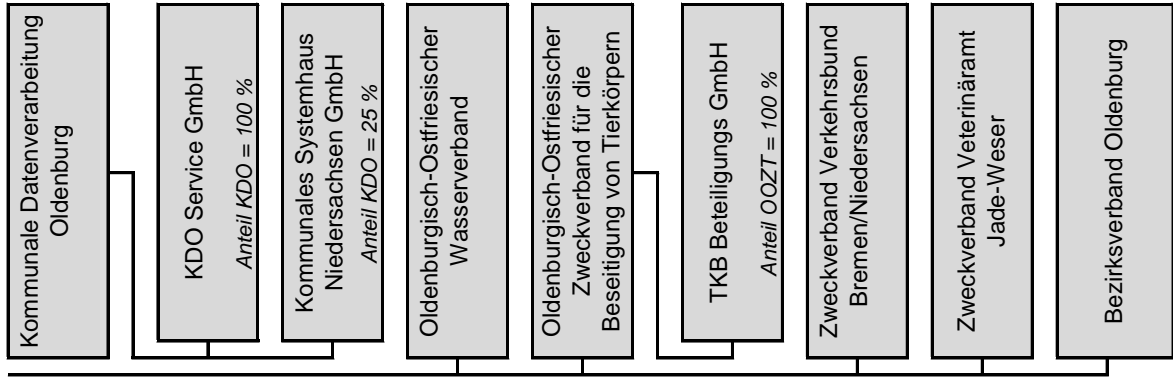 Kommunale Datenverarbeitung
Oldenburg
KDO Service GmbH
Anteil KDO = 100 %
Kommunales Systemhaus
Niedersachsen GmbH
Anteil KDO = 25 %
Oldenburgisch-Ostfriesischer
Wasserverband
Oldenburgisch-Ostfriesischer
Zweckverband für die
Beseitigung von Tierkörpern
TKB Beteiligungs GmbH
Anteil OOZT = 100 %
Zweckverband Verkehrsbund
Bremen/Niedersachsen
Zweckverband Veterinäramt
Jade-Weser
Bezirksverband Oldenburg